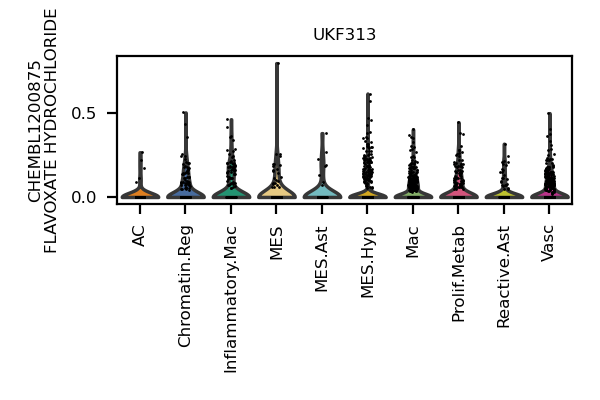 UKF313
CHEMBL1200875
FLAVOXATE HYDROCHLORIDE
0.5
0.0
AC
Chromatin.Reg
Inflammatory.Mac
MES
MES.Ast
MES.Hyp
Mac
Prolif.Metab
Reactive.Ast
Vasc